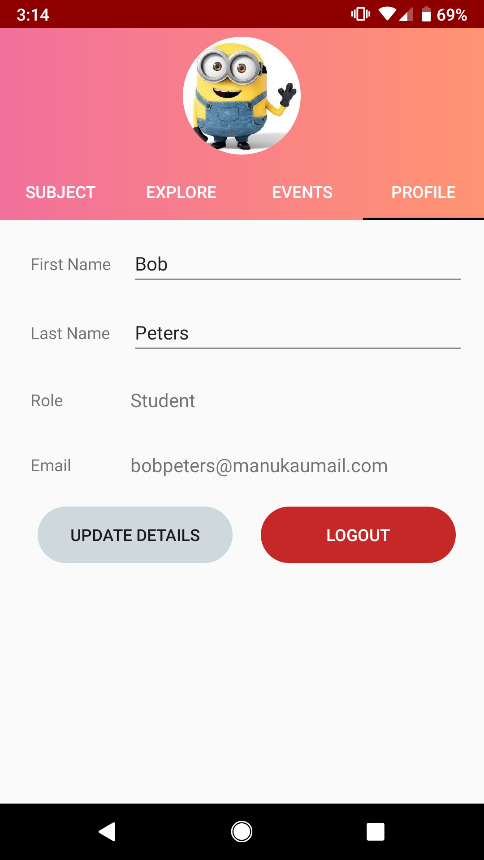 3:14 69%
SUBJECT EXPLORE EVENTS PROFILE
First Name Bob
Last Name Peters
Role Student
Email bobpeters@manukaumail.com
UPDATE DETAILS LOGOUT